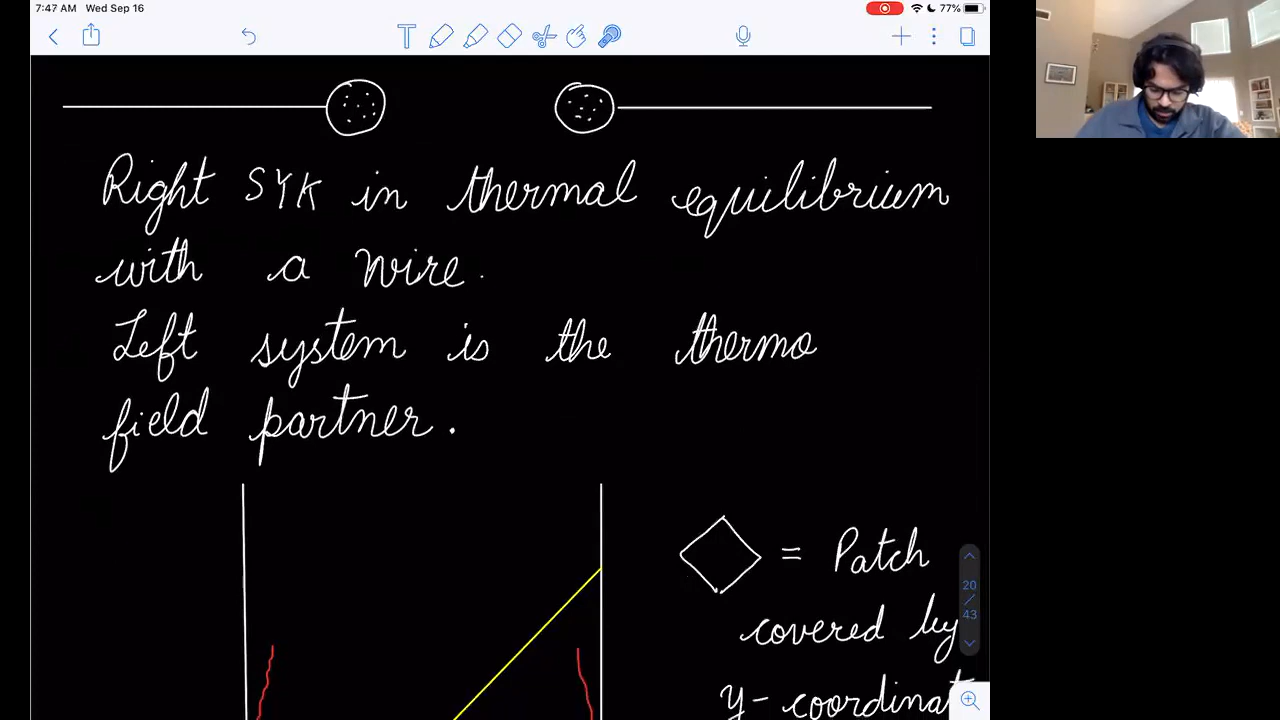 7:47 AM Wed Sep 16
77%
Right SYK in thermal equilibrium
with a wire.
Left system is the thermo
field partner.
= Patch
covered by
y-coordinat
20
/
43